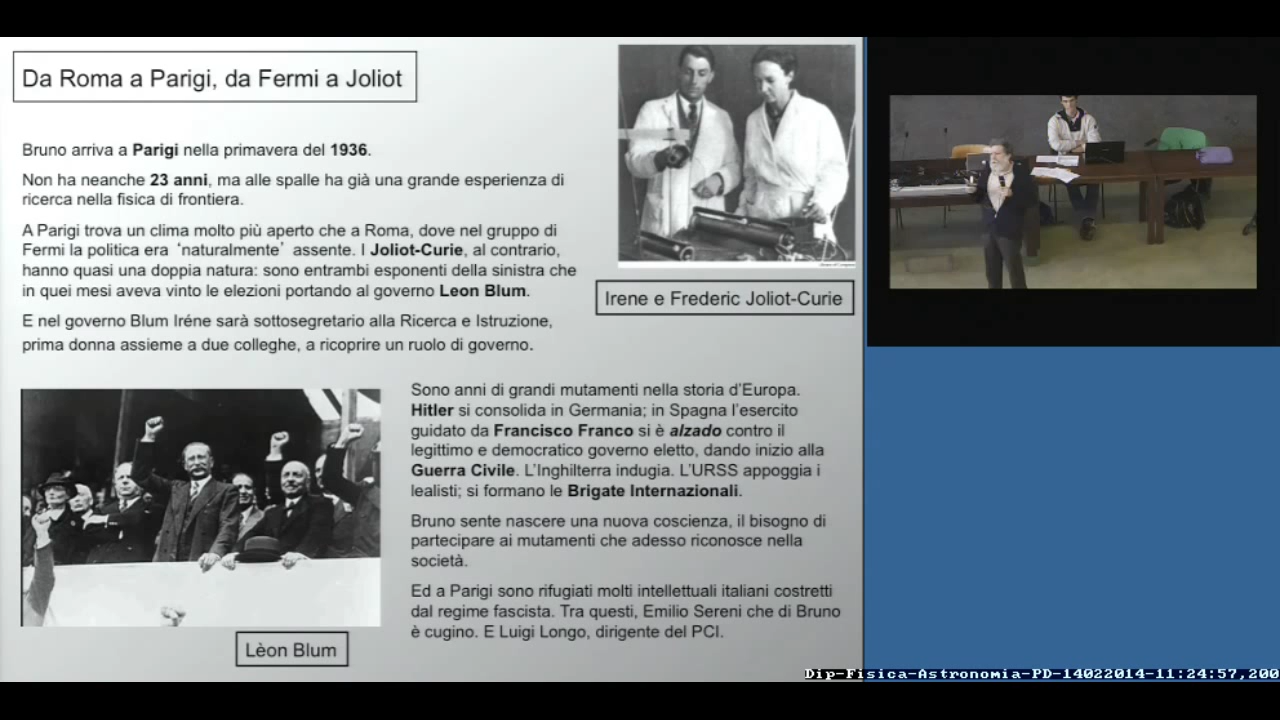 Da Roma a Parigi, da Fermi a Joliot
Bruno arriva a Parigi nella primavera del 1936.
Non ha neanche 23 anni, ma alle spalle ha già una grande esperienza di
ricerca nella fisica di frontiera.
A Parigi trova un clima molto più aperto che a Roma, dove nel gruppo di
Fermi la politica era ‘naturalmente’ assente. I Joliot-Curie, al contrario,
hanno quasi una doppia natura: sono entrambi esponenti della sinistra che
in quei mesi aveva vinto le elezioni portando al governo Leon Blum.
E nel governo Blum Iréne sarà sottosegretario alla Ricerca e Istruzione,
prima donna assieme a due colleghe, a ricoprire un ruolo di governo.
Irene e Frederic Joliot-Curie
Sono anni di grandi mutamenti nella storia d’Europa.
Hitler si consolida in Germania; in Spagna l’esercito
guidato da Francisco Franco si è alzado contro il
legittimo e democratico governo eletto, dando inizio alla
Guerra Civile. L’Inghilterra indugia. L’URSS appoggia i
lealisti; si formano le Brigate Internazionali.
Bruno sente nascere una nuova coscienza, il bisogno di
partecipare ai mutamenti che adesso riconosce nella
società.
Ed a Parigi sono rifugiati molti intellettuali italiani costretti
dal regime fascista. Tra questi, Emilio Sereni che di Bruno
è cugino. E Luigi Longo, dirigente del PCI.
Lèon Blum
Dip-Fisica-Astronomia-PD-14022014-11:24:57,200